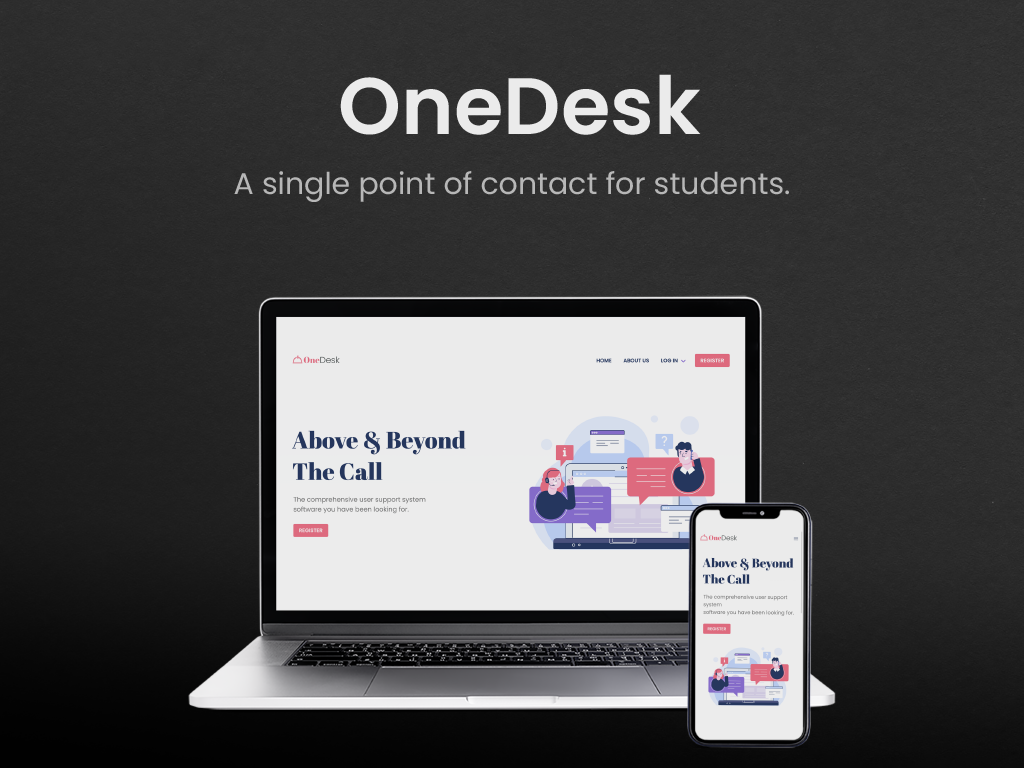 OneDesk
A single point of contact for students.
OneDesk
HOME ABOUT US LOG IN REGISTER
Above & Beyond
The Call
The comprehensive user support system
software you have been looking for.
REGISTER
i
?
OneDesk
Above & Beyond
The Call
The comprehensive user support
system
software you have been looking for.
REGISTER
i
?